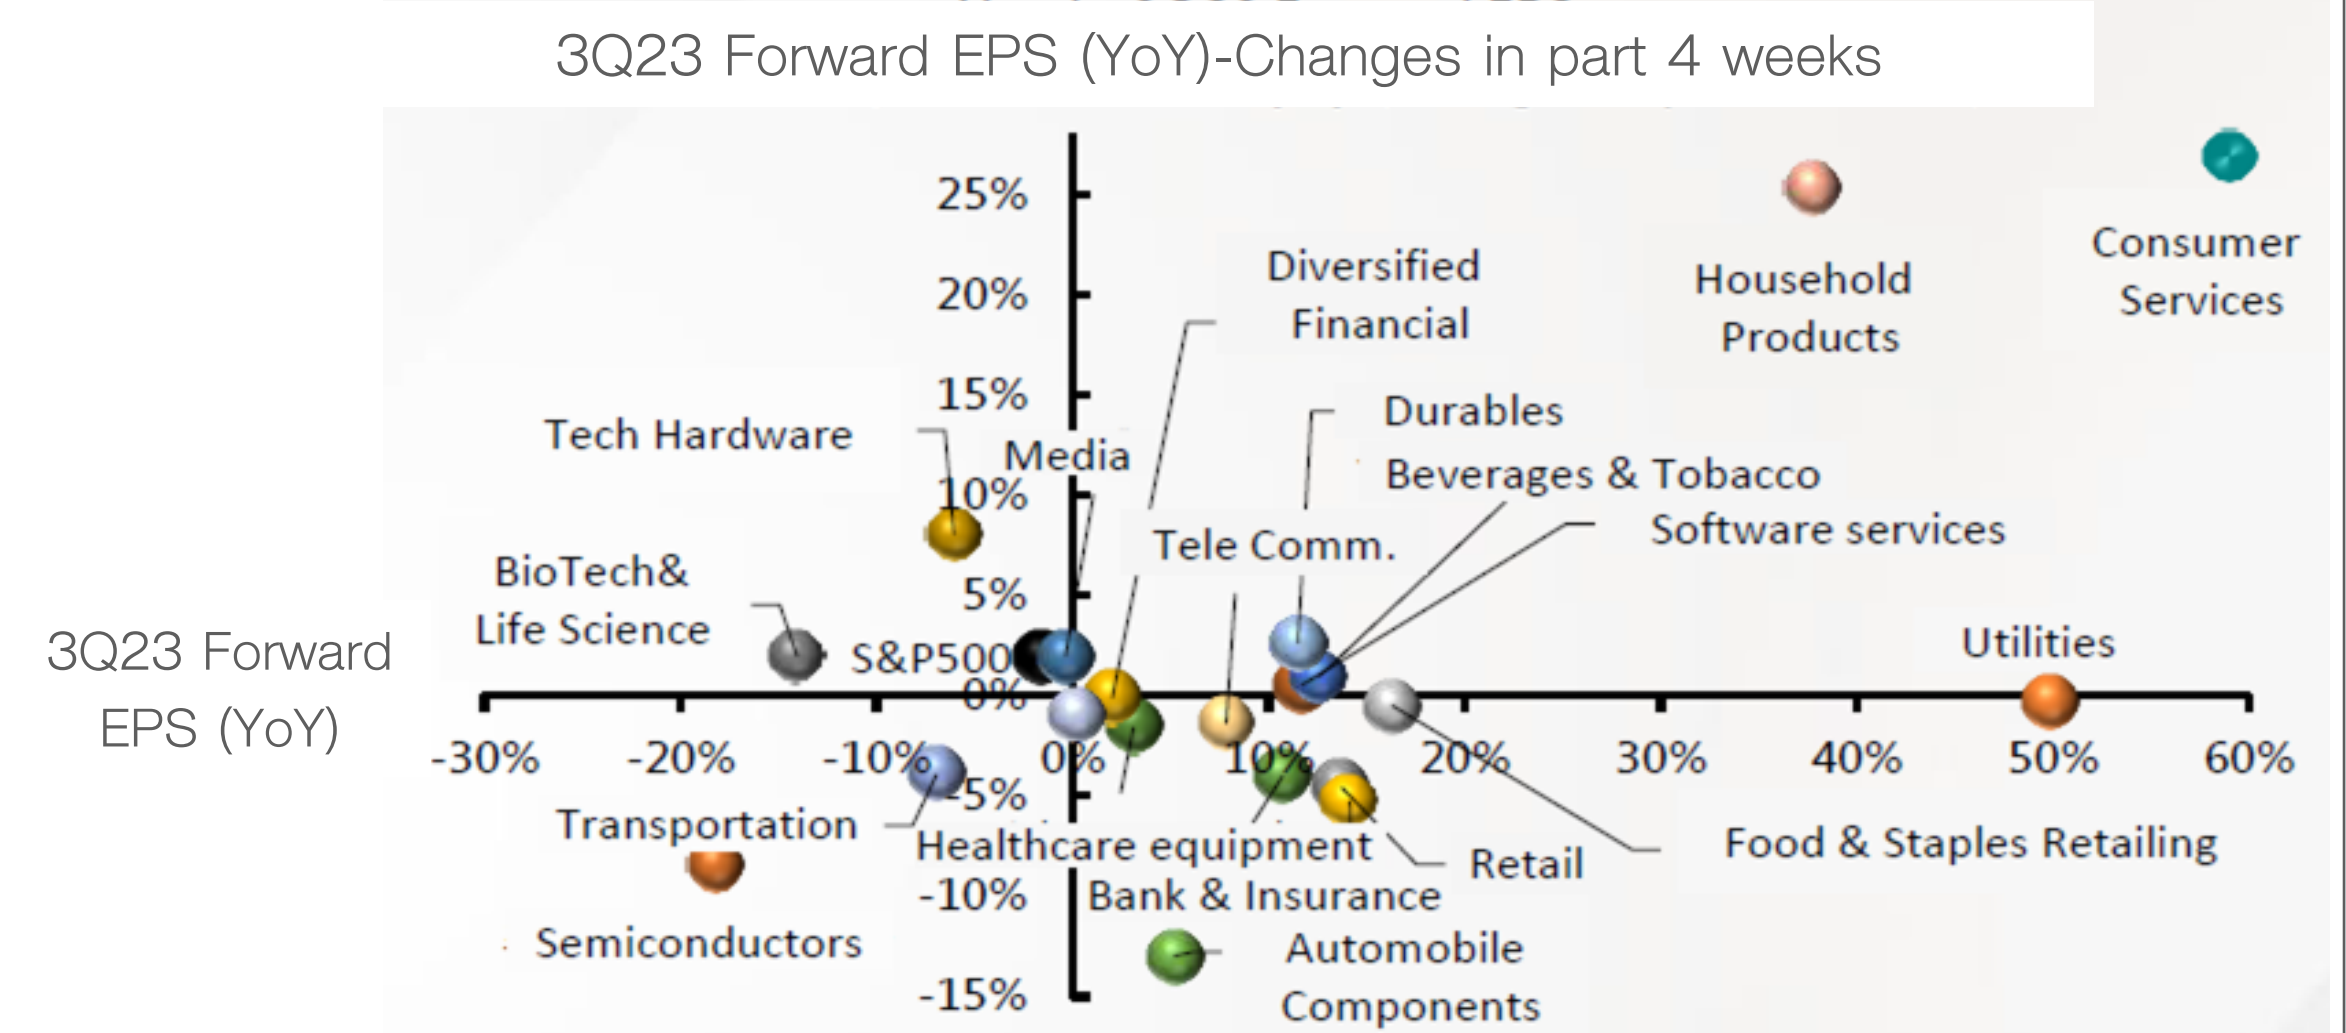 3Q23 Forward EPS (YoY)-Changes in part 4 weeks
25%
Consumer
Services
Diversified
Financial
Household
Products
20%
15%
Durables
Tech Hardware
Media
Beverages & Tobacco
10%
Software services
Tele Comm.
BioTech&
Life Science
5%
Utilities
3Q23 Forward
EPS (YoY)
S&P500
0%
-30%
-20%
-10%
0%
10%
20%
30%
40%
50%
60%
-5%
Transportation
Healthcare equipment
Retail
Food & Staples Retailing
-10%
Bank & Insurance
Semiconductors
Automobile
Components
-15%